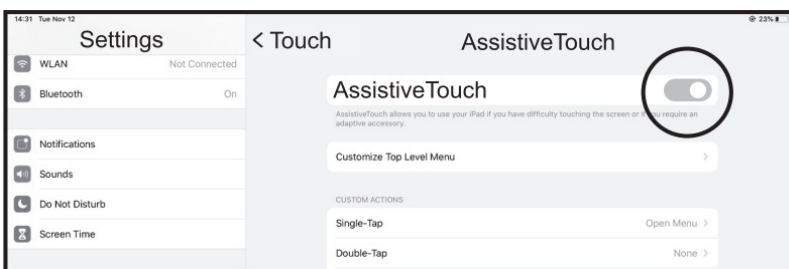 14:31 Tue Nov 12
23%
Settings
< Touch
AssistiveTouch
WLAN Not Connected
Bluetooth On
Notifications
Sounds
Do Not Disturb
Screen Time
AssistiveTouch
AssistiveTouch allows you to use your iPad if you have difficulty touching the screen or if you require an
adaptive accessory.
Customize Top Level Menu >
CUSTOM ACTIONS
Single-Tap Open Menu >
Double-Tap None >